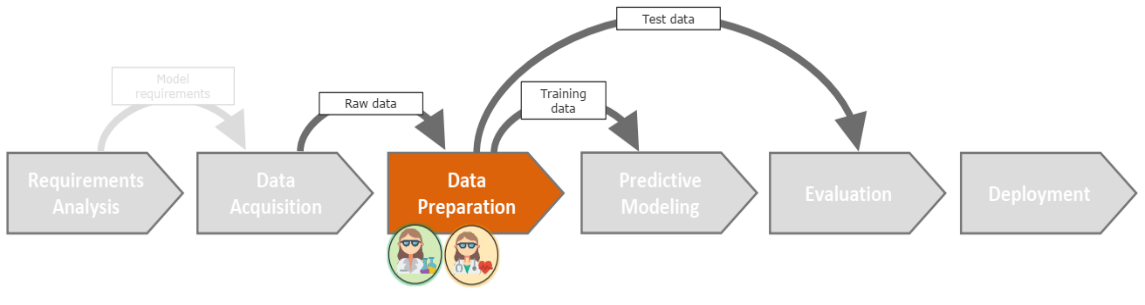 Test data
Model
requirements
Raw data
Training
data
Requirements
Analysis
Data
Acquisition
Data
Preparation
Predictive
Modeling
Evaluation
Deployment